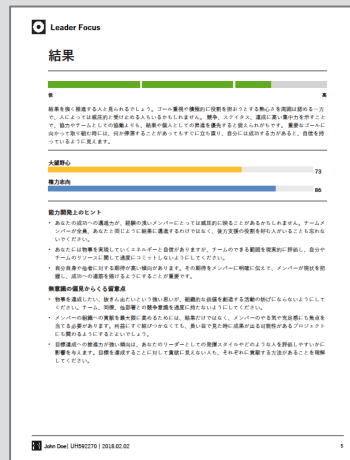 Leader Focus
結果
低
高
結果を強く推進する人と見られるでしょう。ゴール重視や積極的に役割を担おうとする熱心さを周囲は認める一方
で、人によっては威圧的と受け止める人もいるかもしれません。競争、ステイタス、達成に高い集中力を示すこと
で、協力やチームとしての協働よりも、結果や個人としての昇進を優先すると捉えられがちです。重要なゴールに
向かって取り組む時には、何か停滞することがあってもすぐに立ち直り、自分には成功する力があると、自信を持
っているように見えます。
大望野心
73
権力志向
86
能力開発上のヒント
• あなたの成功への邁進力が、経験の浅いメンバーにとっては威圧的に映ることがあるかもしれません。チームメ
ンバーが全員、あなたと同じように結果に邁進するわけではなく、後方支援の役割を好む人がいることも忘れな
いでください。
• あなたには物事を実現していくエネルギーと自信がありますが、チームのできる範囲を現実的に評価し、自分や
チームのリソースに関して過度にコミットしないようにしてください。
• 有分自身や他者に対する期待が高い傾向があります。その期待をメンバーに明確に伝えて、メンバーが現状を把
握し、成功への道筋を描けるようにすることが重要です。
無意識の偏見からくる留意点
• 物事を達成したい、抜きん出たいという強い思いが、組織的な価値を創造する活動の妨げにならないようにして
ください。チーム、同僚、他部署との競争意識を過度に持たないようにしてください。
• メンバーの組織への貢献を最大限に高めるためには、結果だけではなく、メンバーのやる気や充足感にも焦点を
当てる必要があります。利益にすぐ結びつかなくても、長い目で見た時に成果が出る可能性があるプロジェクト
にも関わるようにするとよいでしょう。
• 目標達成への推進力が強い傾向は、あなたのリーダーとしての発揮スタイルやどのような人を評価しやすいかに
影響を与えます。目標を達成することに対して貪欲に見えない人も、それぞれに貢献する方法があることを理解
してください。
John Doe| UH592270 | 2018.02.02
5